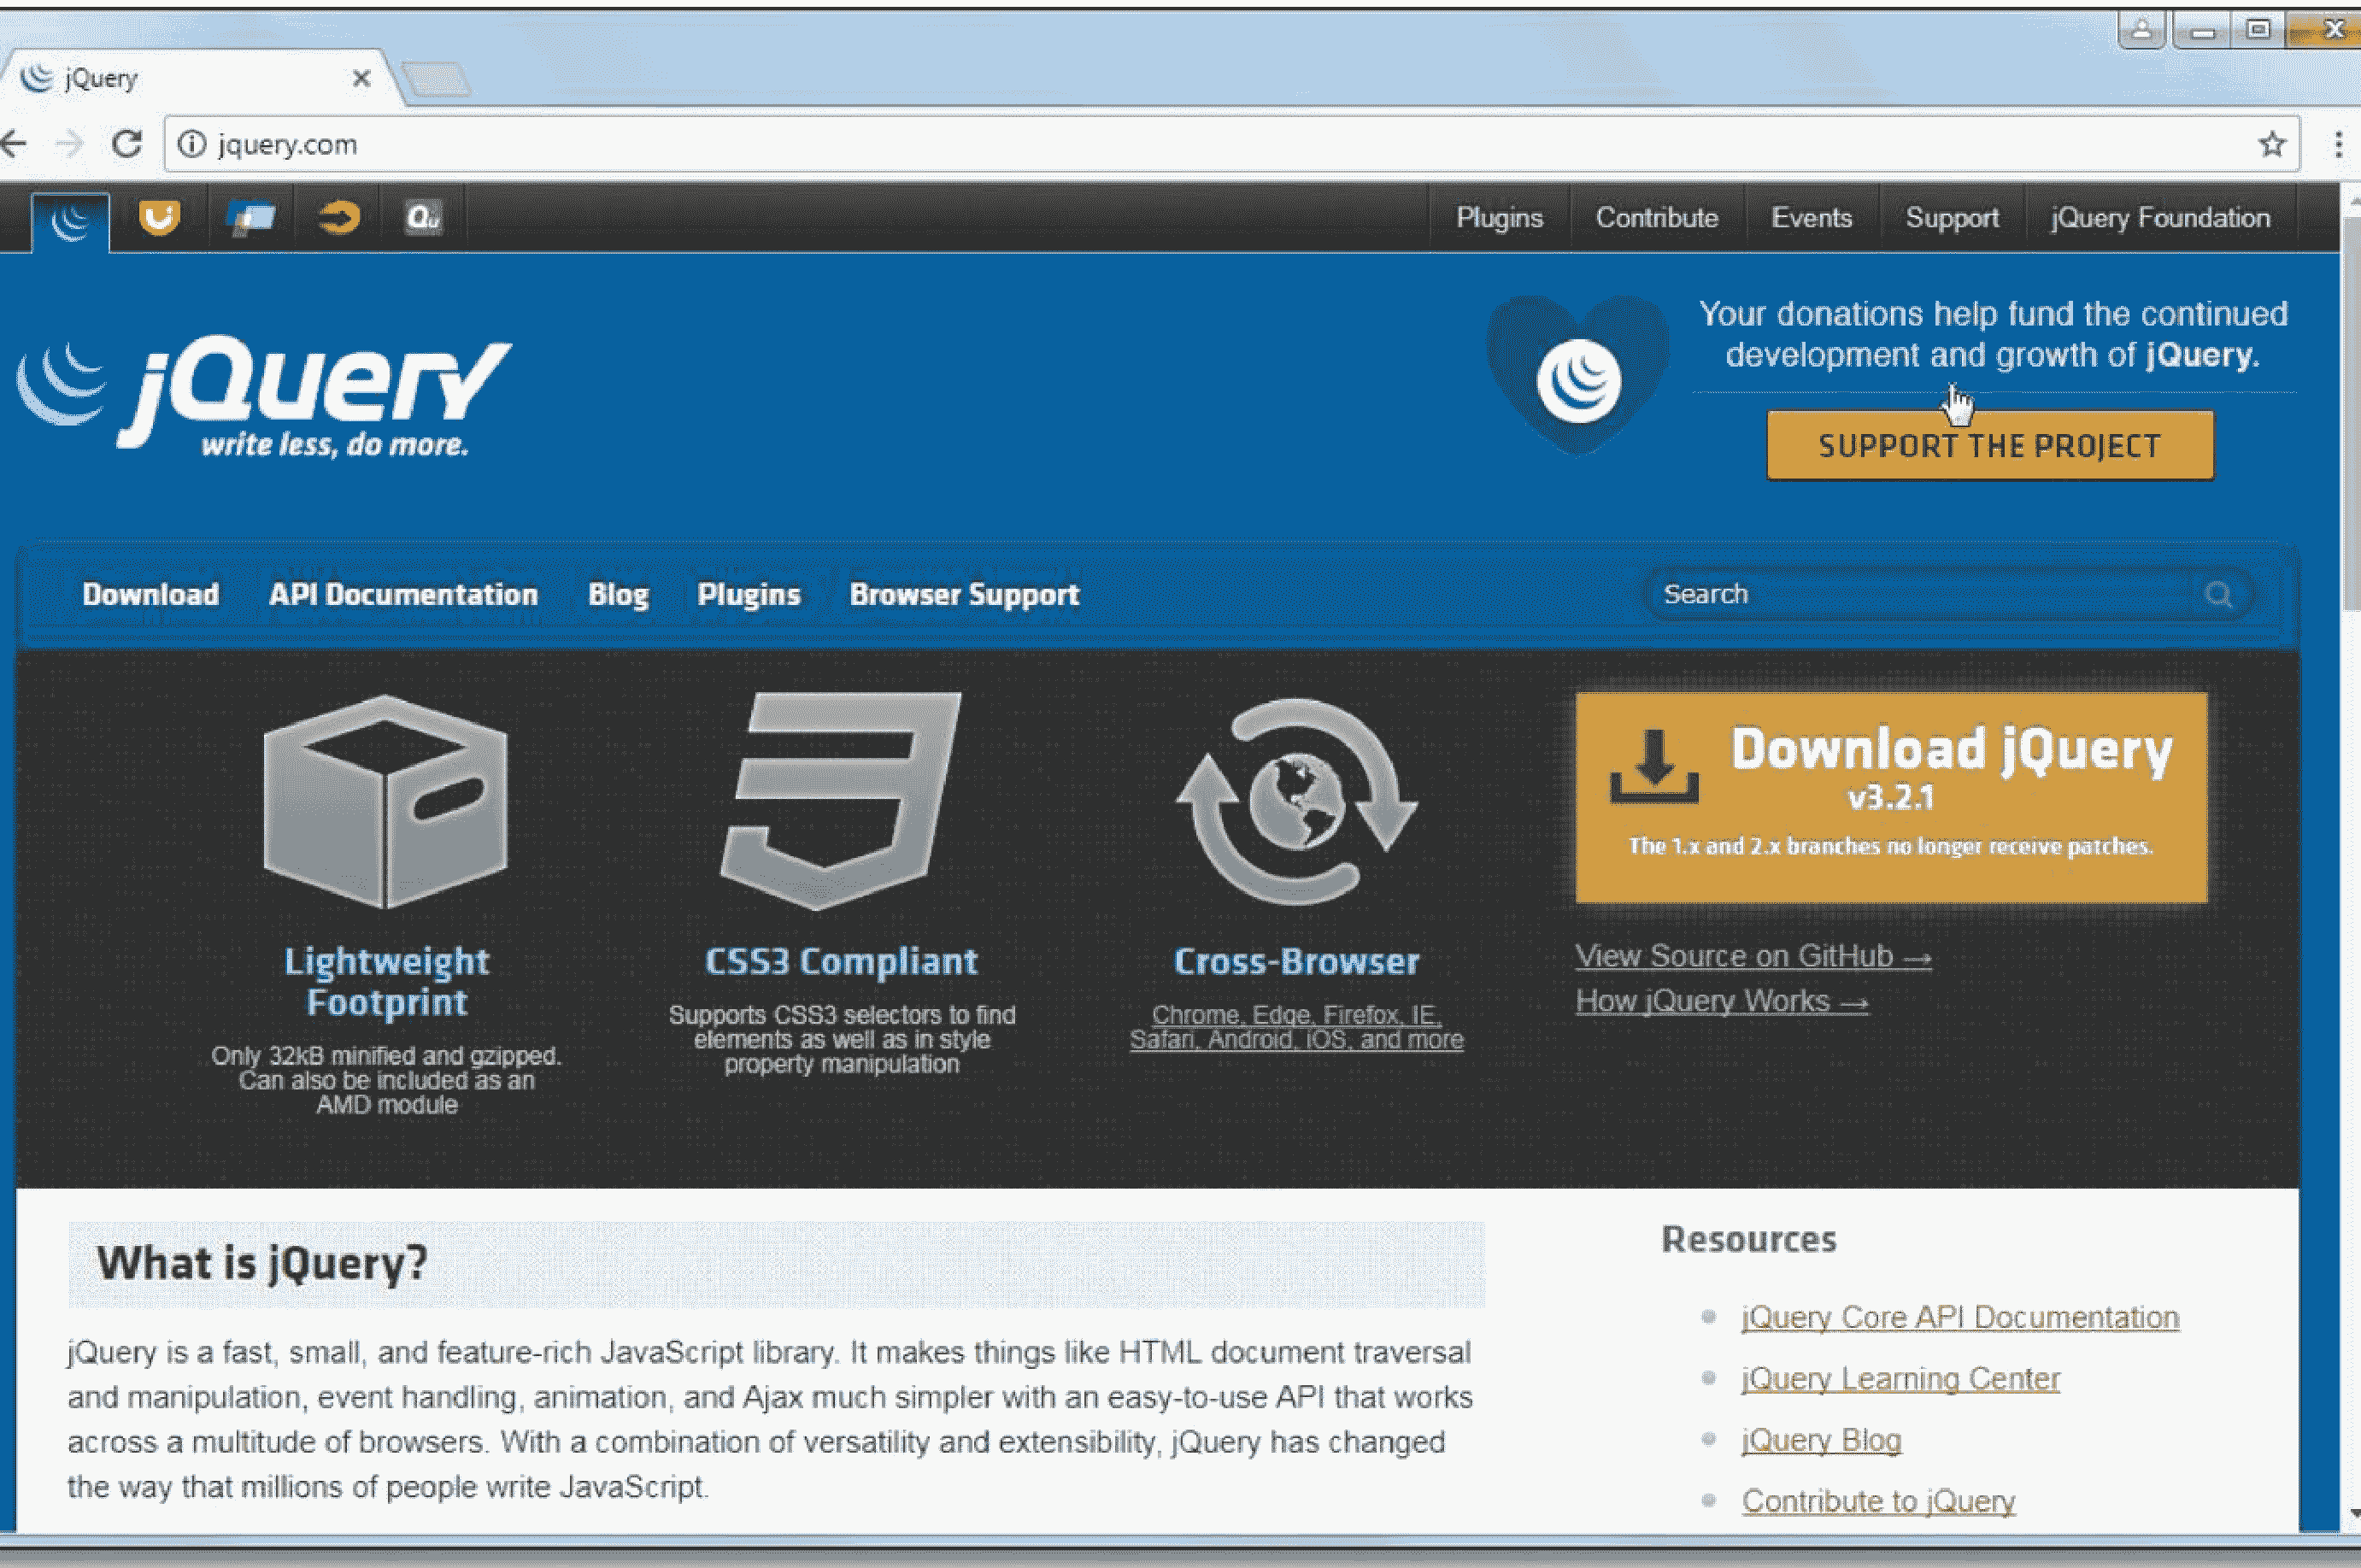 jQuery
jquery.com
Qu
Plugins
Contribute
Events
Support
jQuery Foundation
jQuery
write less, do more.
Your donations help fund the continued
development and growth of jQuery.
SUPPORT THE PROJECT
Download
API Documentation
Blog
Plugins
Browser Support
Search
Lightweight
Footprint
Only 32kB minified and gzipped.
Can also be included as an
AMD module
CSS3 Compliant
Supports CSS3 selectors to find
elements as well as in style
property manipulation
Cross-Browser
Chrome, Edge, Firefox, IE,
Safari, Android, iOS, and more
Download jQuery
v3.2.1
The 1.x and 2.x branches no longer receive patches.
View Source on GitHub →
How jQuery Works →
What is jQuery?
jQuery is a fast, small, and feature-rich JavaScript library. It makes things like HTML document traversal
and manipulation, event handling, animation, and Ajax much simpler with an easy-to-use API that works
across a multitude of browsers. With a combination of versatility and extensibility, jQuery has changed
the way that millions of people write JavaScript.
Resources
jQuery Core API Documentation
jQuery Learning Center
jQuery Blog
Contribute to jQuery